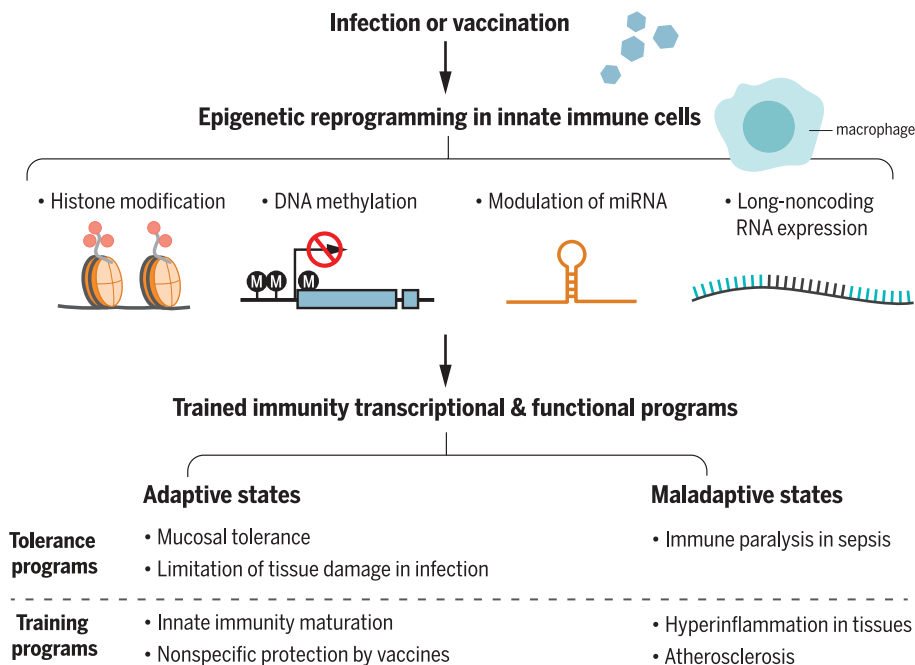 Infection or vaccination
Epigenetic reprogramming in innate immune cells
macrophage
• Histone modification
• DNA methylation
• Modulation of miRNA
• Long-noncoding
RNA expression
M M M
Trained immunity transcriptional & functional programs
Adaptive states
Maladaptive states
Tolerance
programs
• Mucosal tolerance
• Limitation of tissue damage in infection
• Immune paralysis in sepsis
Training
programs
• Innate immunity maturation
• Nonspecific protection by vaccines
• Hyperinflammation in tissues
• Atherosclerosis